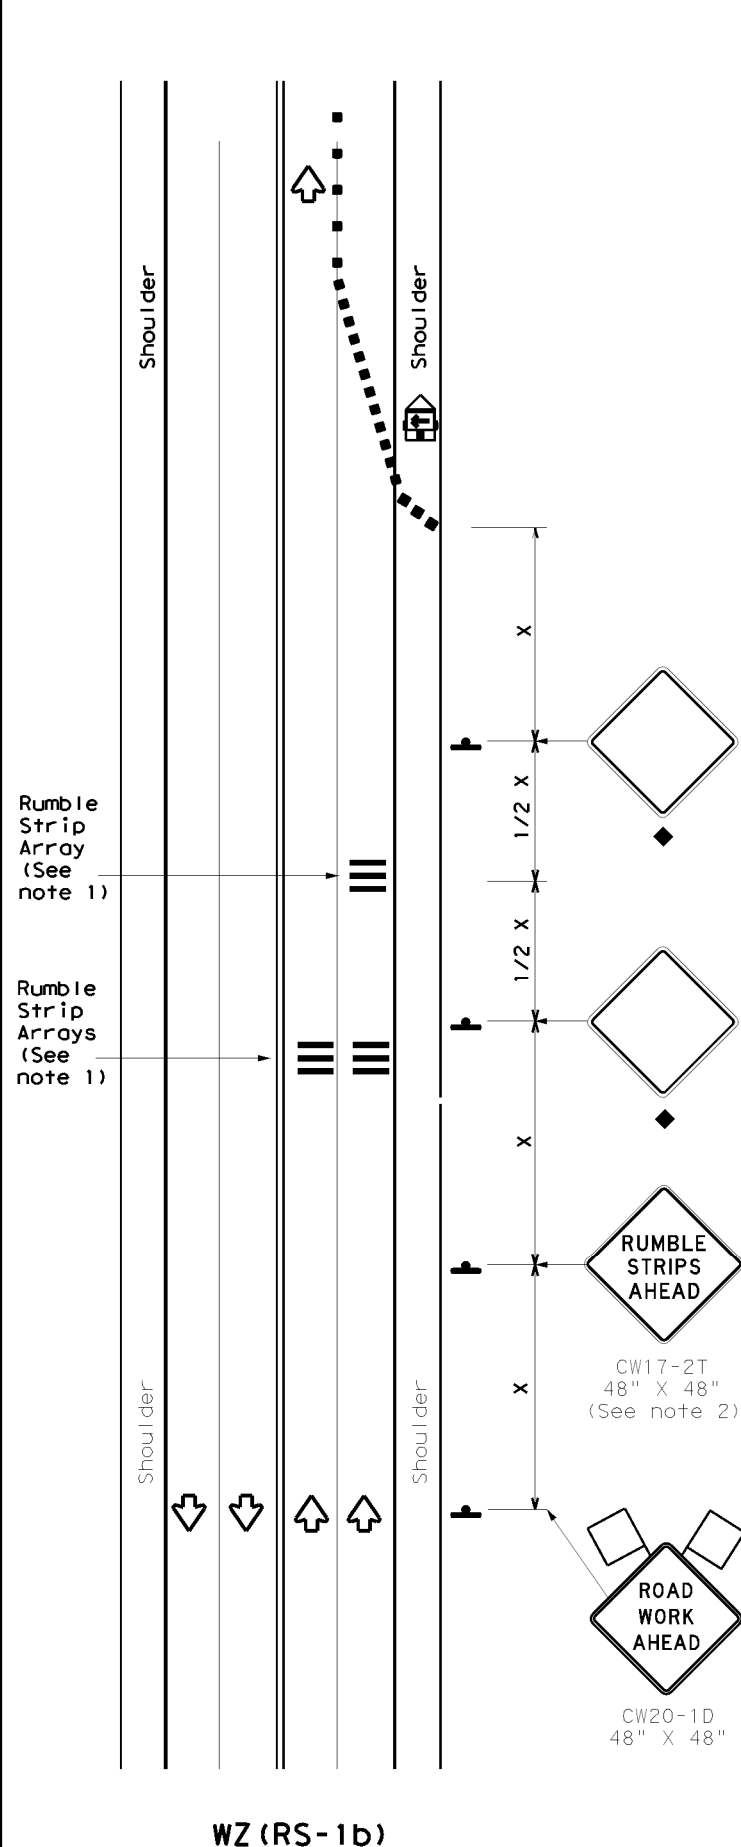 Shoulder
Shoulder
X
1/2 X
Rumble
Strip
Array
(See
note 1)
1/2 X
Rumble
Strip
Arrays
(See
note 1)
X
RUMBLE
STRIPS
AHEAD
CW17-2T
48" X 48"
(See note 2)
X
Shoulder
Shoulder
ROAD
WORK
AHEAD
CW20-1D
48" X 48"
WZ(RS-1b)